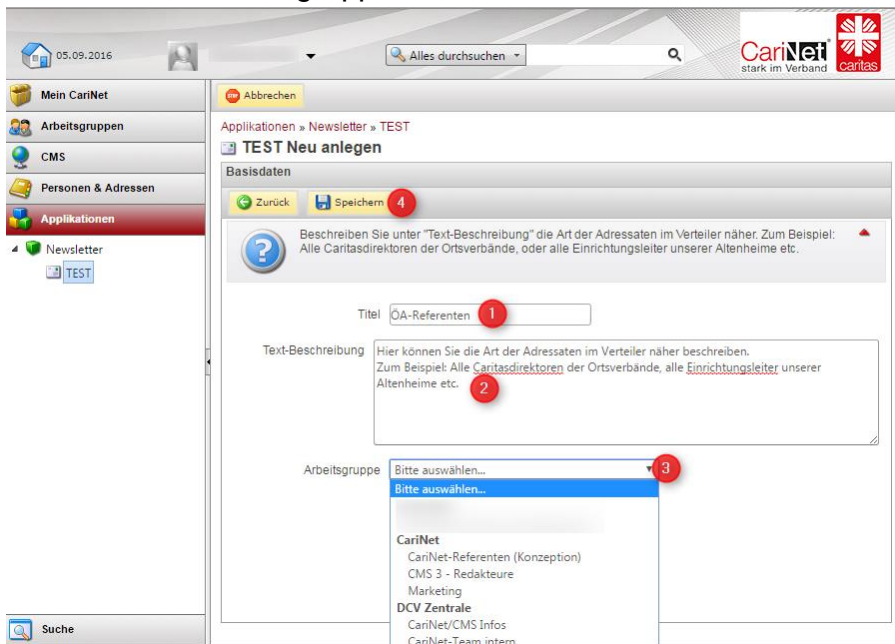 05.09.2016
Alles durchsuchen
CariNet
stark im Verband
caritas
Mein CariNet
Arbeitsgruppen
CMS
Personen & Adressen
Applikationen
Newsletter
TEST
Suche
STOP Abbrechen
Applikationen » Newsletter » TEST
TEST Neu anlegen
Basisdaten
Zurück Speichern 4
Beschreiben Sie unter "Text-Beschreibung" die Art der Adressaten im Verteiler näher. Zum Beispiel:
Alle Caritasdirektoren der Ortsverbände, oder alle Einrichtungsleiter unserer Altenheime etc.
Titel ÖA-Referenten 1
Text-Beschreibung Hier können Sie die Art der Adressaten im Verteiler näher beschreiben.
Zum Beispiel: Alle Caritasdirektoren der Ortsverbände, alle Einrichtungsleiter unserer
Altenheime etc. 2
Arbeitsgruppe Bitte auswählen... 3
Bitte auswählen...
CariNet
CariNet-Referenten (Konzeption)
CMS 3 - Redakteure
Marketing
DCV Zentrale
CariNet/CMS Infos
CariNet-Team intern